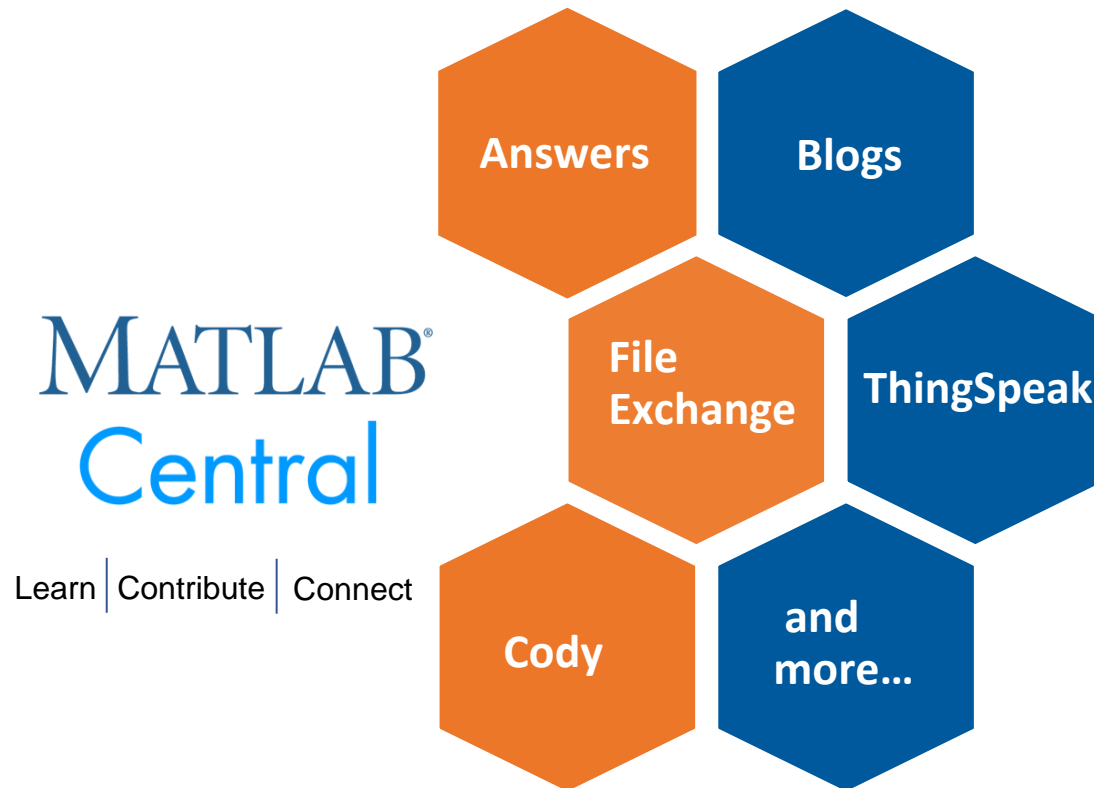 MATLAB®
Central
Learn | Contribute | Connect
Answers
Blogs
File
Exchange
ThingSpeak
Cody
and
more…